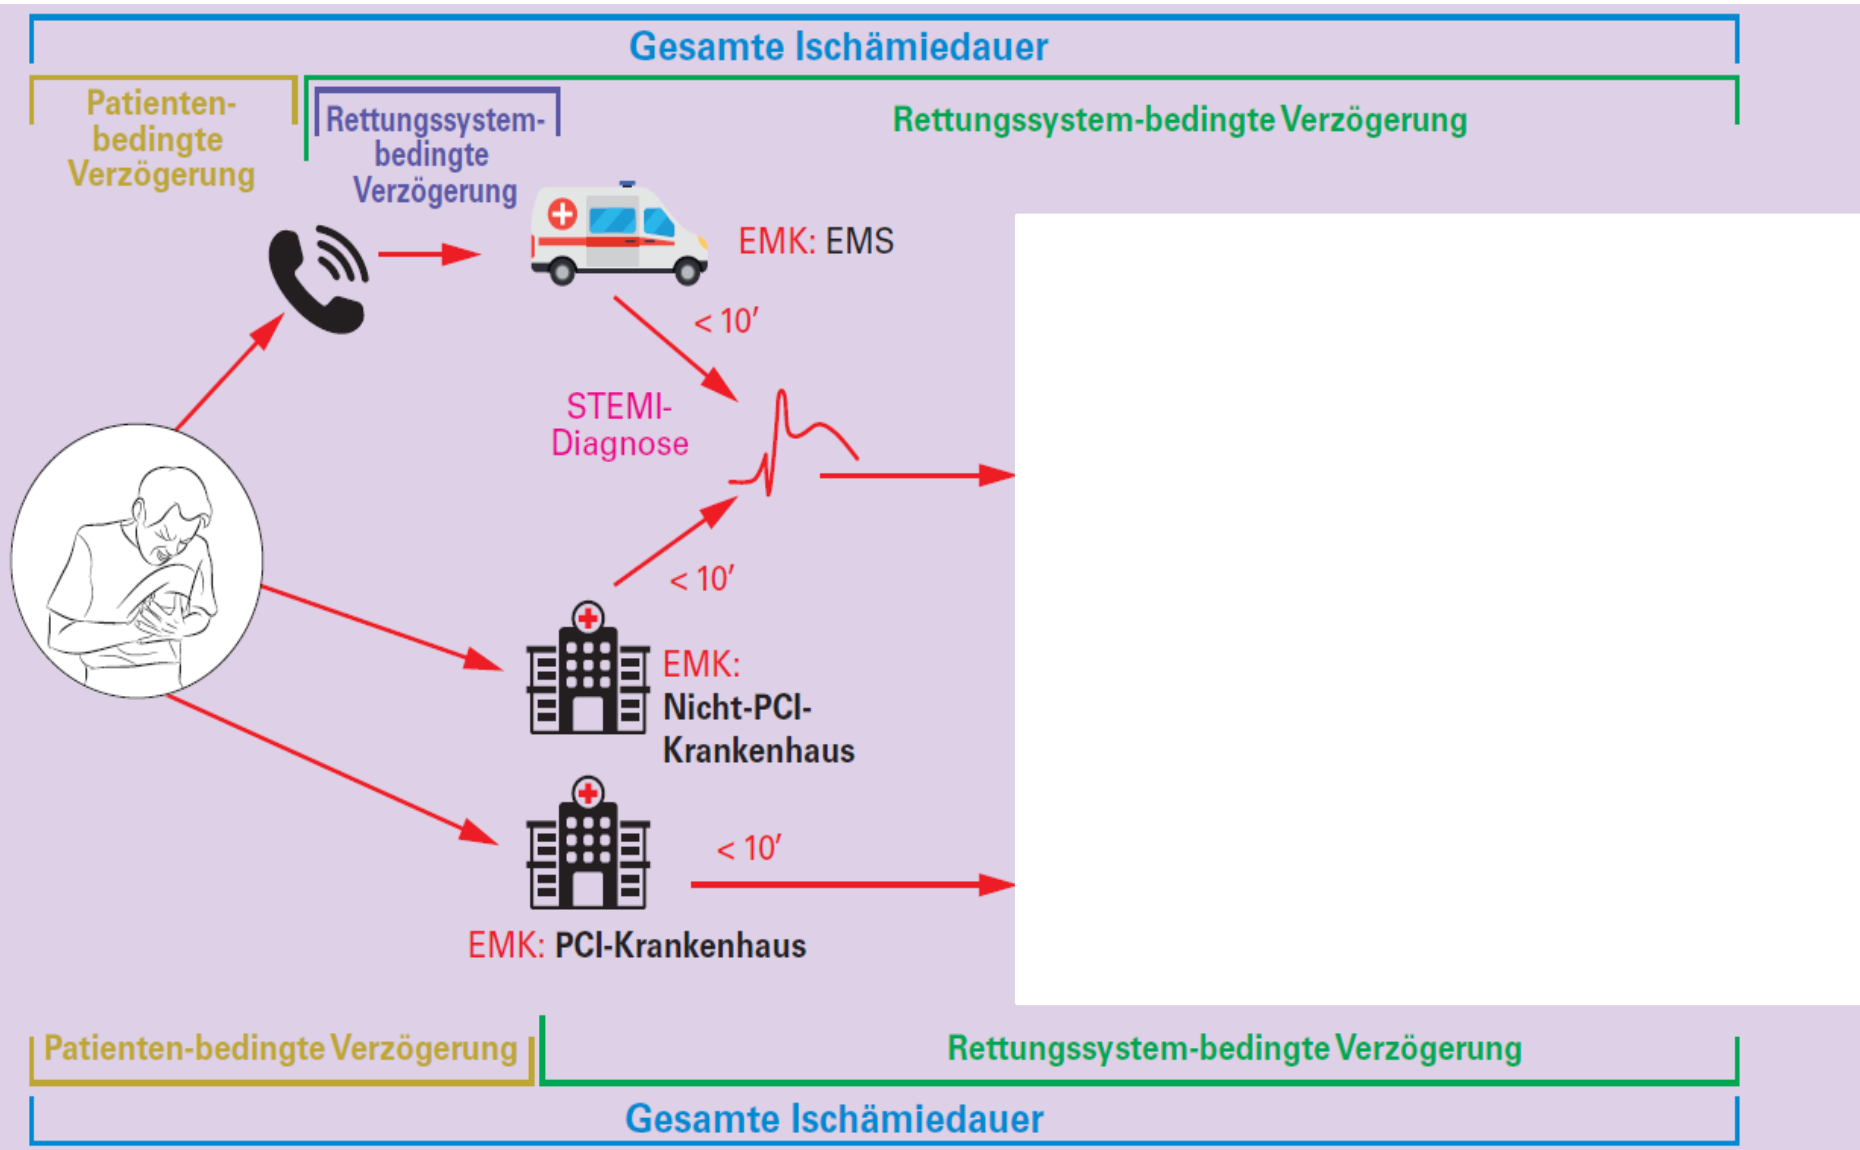 Gesamte Ischämiedauer
Patienten-
bedingte
Verzögerung
Rettungssystem-
bedingte
Verzögerung
Rettungssystem-bedingte Verzögerung
EMK: EMS
< 10′
STEMI-
Diagnose
< 10′
EMK:
Nicht-PCI-
Krankenhaus
< 10′
EMK: PCI-Krankenhaus
Patienten-bedingte Verzögerung
Rettungssystem-bedingte Verzögerung
Gesamte Ischämiedauer